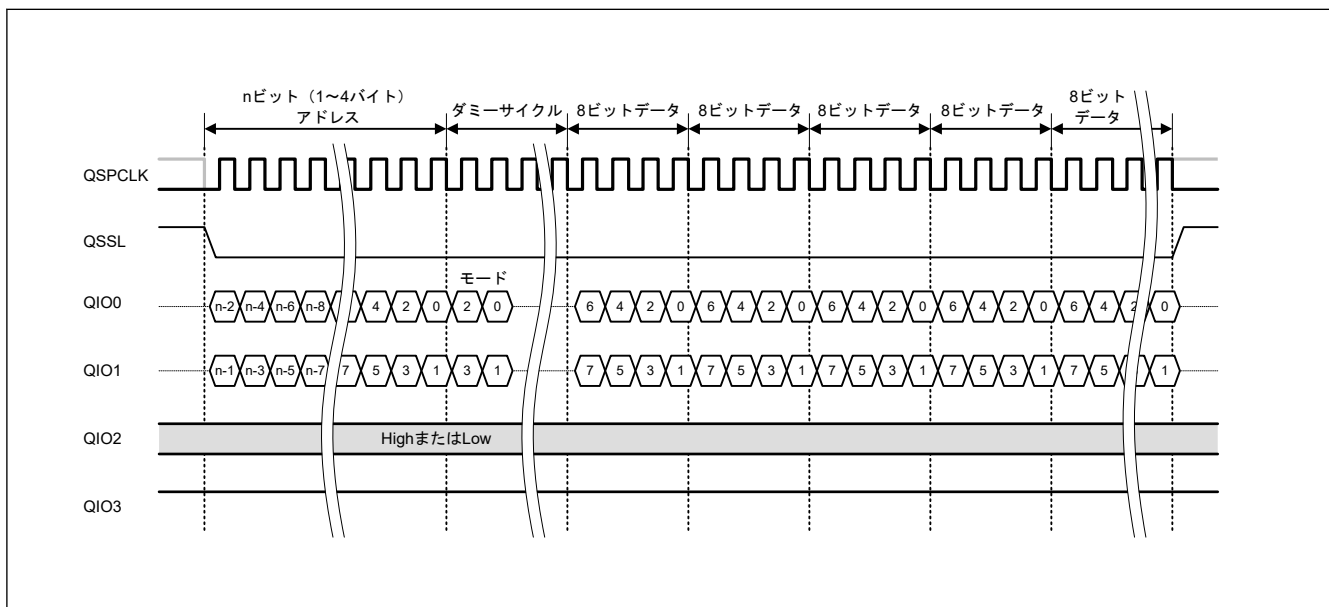 nビット（1～4バイト）
アドレス
ダミーサイクル
8ビットデータ
8ビットデータ
8ビットデータ
8ビットデータ
8ビット
データ
QSPCLK
QSSL
モード
QIO0
n-2 n-4 n-6 n-8 4 2 0 2 0 6 4 2 0 6 4 2 0 6 4 2 0 6 4 2 0 6 4 2 0
QIO1
n-1 n-3 n-5 n-7 7 5 3 1 3 1 7 5 3 1 7 5 3 1 7 5 3 1 7 5 3 1 7 5 1
QIO2
HighまたはLow
QIO3